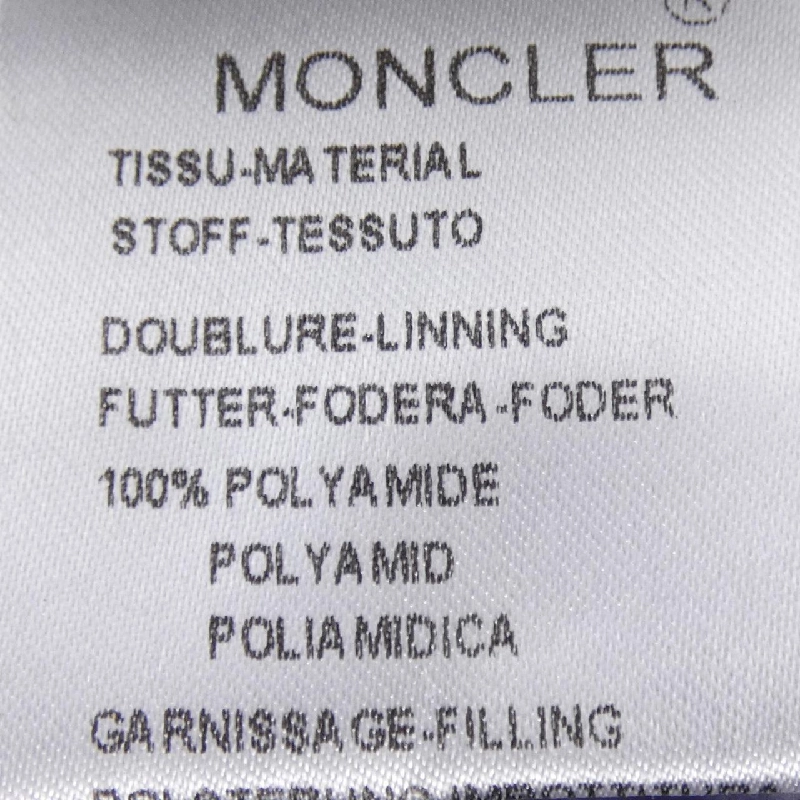 MONCLER®
TISSU-MATERIAL
STOFF-TESSUTO
DOUBLURE-LINNING
FUTTER-FODERA-FODER
100% POLYAMIDE
POLYAMID
POLIAMIDICA
GARNISSAGE-FILLING